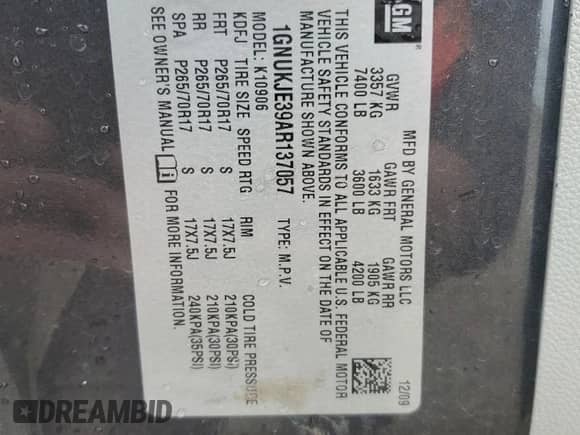 GM
MFD BY GENERAL MOTORS LLC 12/09
GVWR GAWR FRT GAWR RR
3357 KG 1633 KG 1905 KG
7400 LB 3600 LB 4200 LB
THIS VEHICLE CONFORMS TO ALL APPLICABLE U.S. FEDERAL MOTOR
VEHICLE SAFETY STANDARDS IN EFFECT ON THE DATE OF
MANUFACTURE SHOWN ABOVE.
1GNUKJE39AR137057 TYPE: M.P.V.
MODEL: K10906
KDFJ TIRE SIZE SPEED RTG RIM COLD TIRE PRESSURE
FRT P265/70R17 S 17X7.5J 210KPA(30PSI)
RR P265/70R17 S 17X7.5J 210KPA(30PSI)
SPA P265/70R17 S 17X7.5J 240KPA(35PSI)
SEE OWNER'S MANUAL i FOR MORE INFORMATION.
DREAMBID